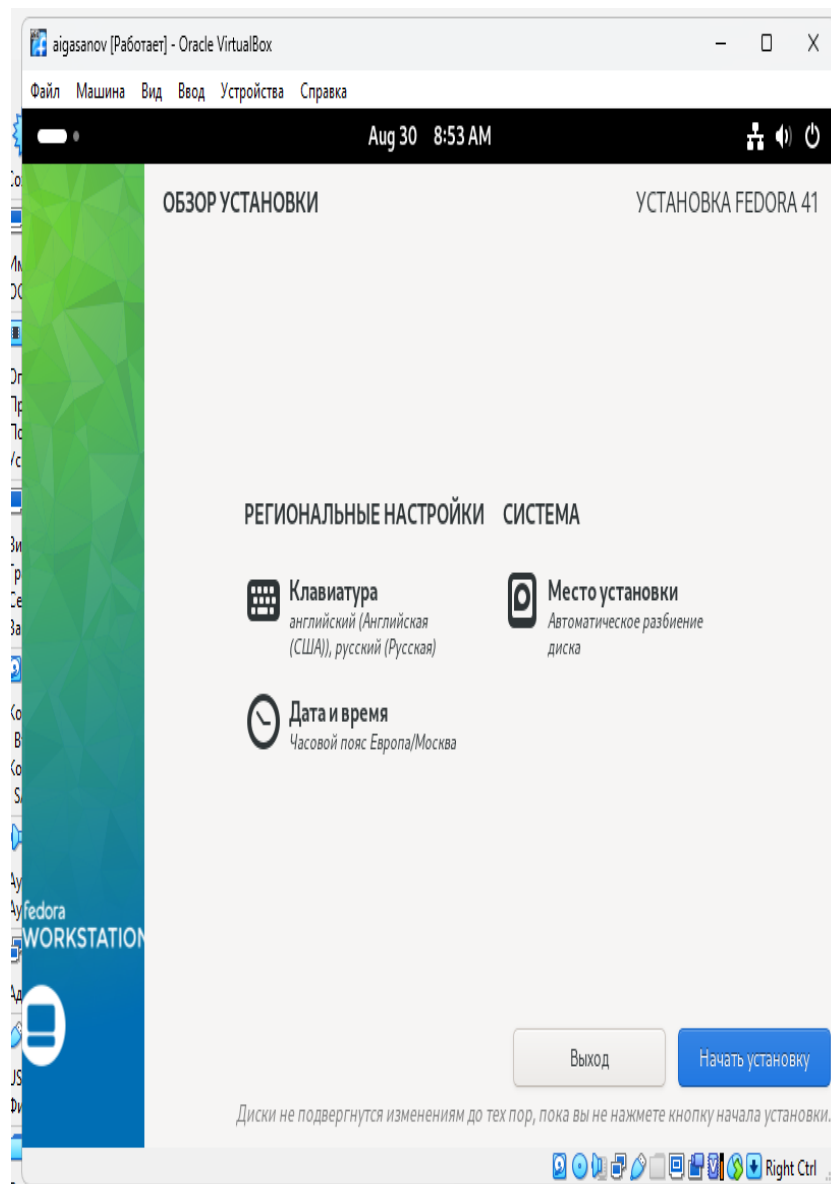 aigasanov [Работает] - Oracle VirtualBox
Файл Машина Вид Ввод Устройства Справка
Aug 30 8:53 AM
ОБЗОР УСТАНОВКИ
УСТАНОВКА FEDORA 41
РЕГИОНАЛЬНЫЕ НАСТРОЙКИ
СИСТЕМА
Клавиатура
английский (Английская
(США)), русский (Русская)
Место установки
Автоматическое разбиение
диска
Дата и время
Часовой пояс Европа/Москва
fedora
WORKSTATION
Выход
Начать установку
Диски не подвергнутся изменениям до тех пор, пока вы не нажмете кнопку начала установки.
Right Ctrl